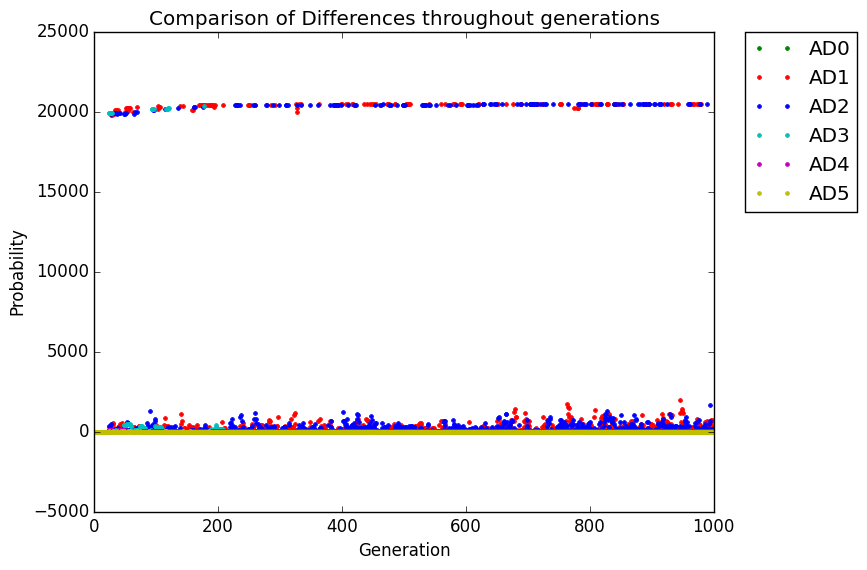 Comparison of Differences throughout generations
25000
20000
15000
10000
5000
0
−5000
0 200 400 600 800 1000
Probability
Generation
AD0
AD1
AD2
AD3
AD4
AD5